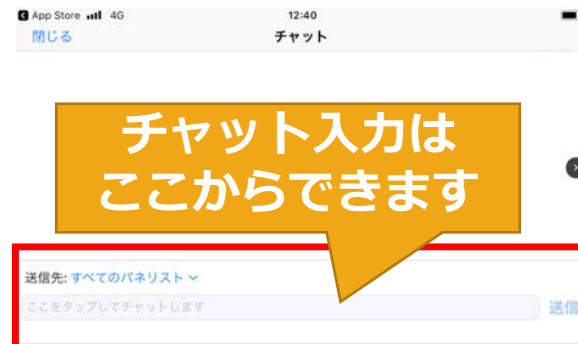 App Store 4G 12:40
閉じる チャット
チャット入力は
ここからできます
送信先: すべてのパネリスト
ここをタップしてチャットします 送信